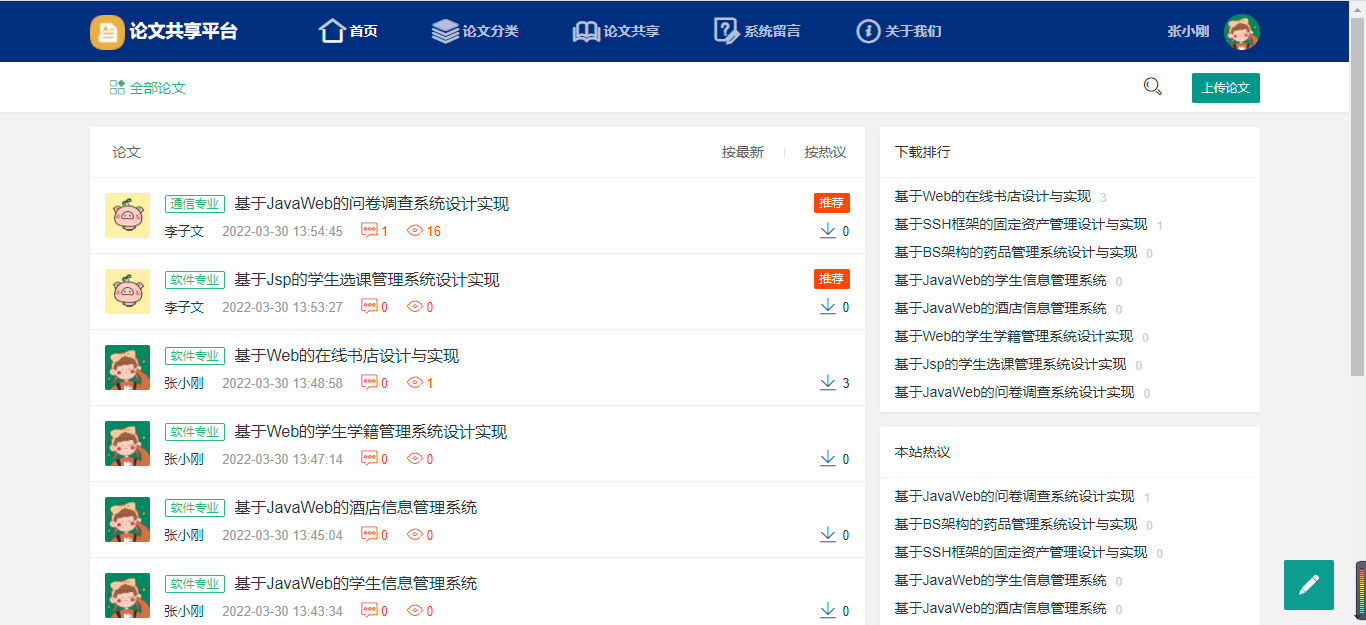 论文共享平台 首页 论文分类 论文共享 系统留言 关于我们 张小刚
全部论文 上传论文
论文 按最新 按热议
通信专业 基于JavaWeb的问卷调查系统设计实现 推荐
李子文 2022-03-30 13:54:45 1 16 0
软件专业 基于Jsp的学生选课管理系统设计实现 推荐
李子文 2022-03-30 13:53:27 0 0 0
软件专业 基于Web的在线书店设计与实现
张小刚 2022-03-30 13:48:58 0 1 3
软件专业 基于Web的学生学籍管理系统设计实现
张小刚 2022-03-30 13:47:14 0 0 0
软件专业 基于JavaWeb的酒店信息管理系统
张小刚 2022-03-30 13:45:04 0 0 0
软件专业 基于JavaWeb的学生信息管理系统
张小刚 2022-03-30 13:43:34 0 0 0
下载排行
基于Web的在线书店设计与实现 3
基于SSH框架的固定资产管理设计与实现 1
基于BS架构的药品管理系统设计与实现 0
基于JavaWeb的学生信息管理系统 0
基于JavaWeb的酒店信息管理系统 0
基于Web的学生学籍管理系统设计实现 0
基于Jsp的学生选课管理系统设计实现 0
基于JavaWeb的问卷调查系统设计实现 0
本站热议
基于JavaWeb的问卷调查系统设计实现 1
基于BS架构的药品管理系统设计与实现 0
基于SSH框架的固定资产管理设计与实现 0
基于JavaWeb的学生信息管理系统 0
基于JavaWeb的酒店信息管理系统 0